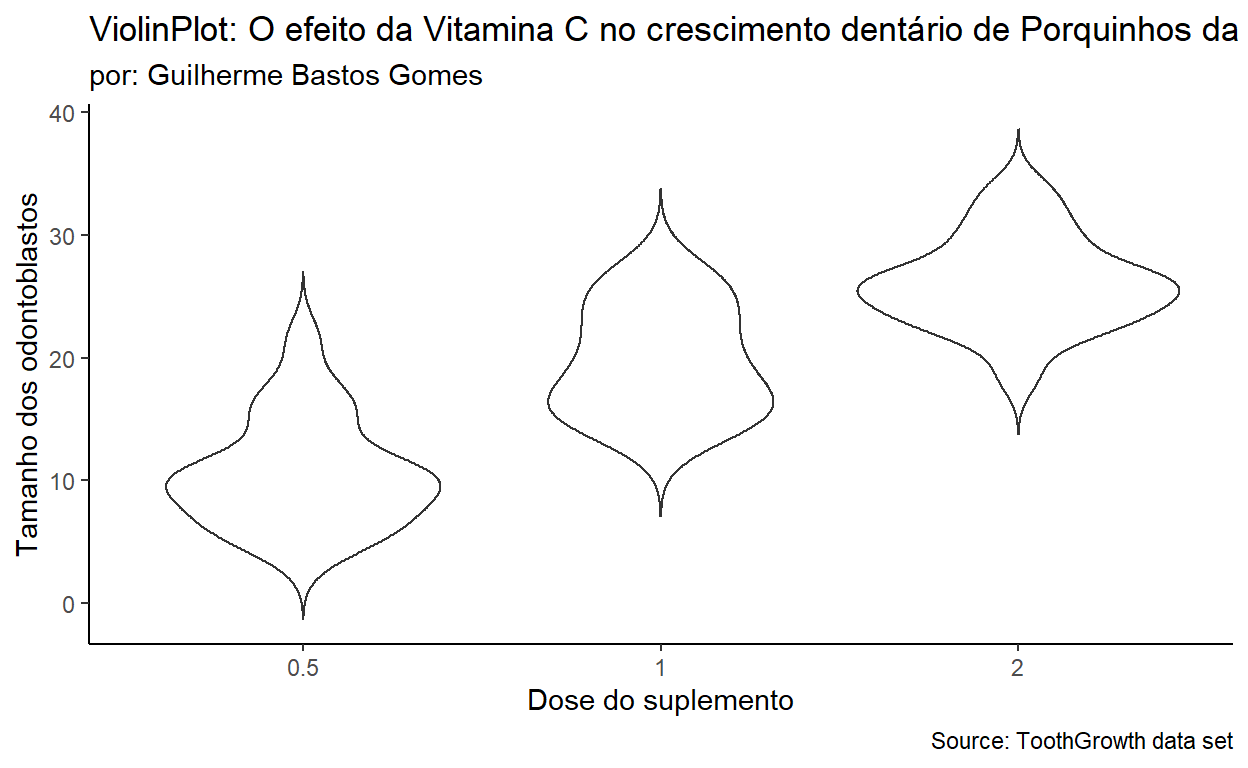 ViolinPlot: O efeito da Vitamina C no crescimento dentário de Porquinhos da
por: Guilherme Bastos Gomes
40
30
20
10
0
Tamanho dos odontoblastos
0.5 1 2
Dose do suplemento
Source: ToothGrowth data set